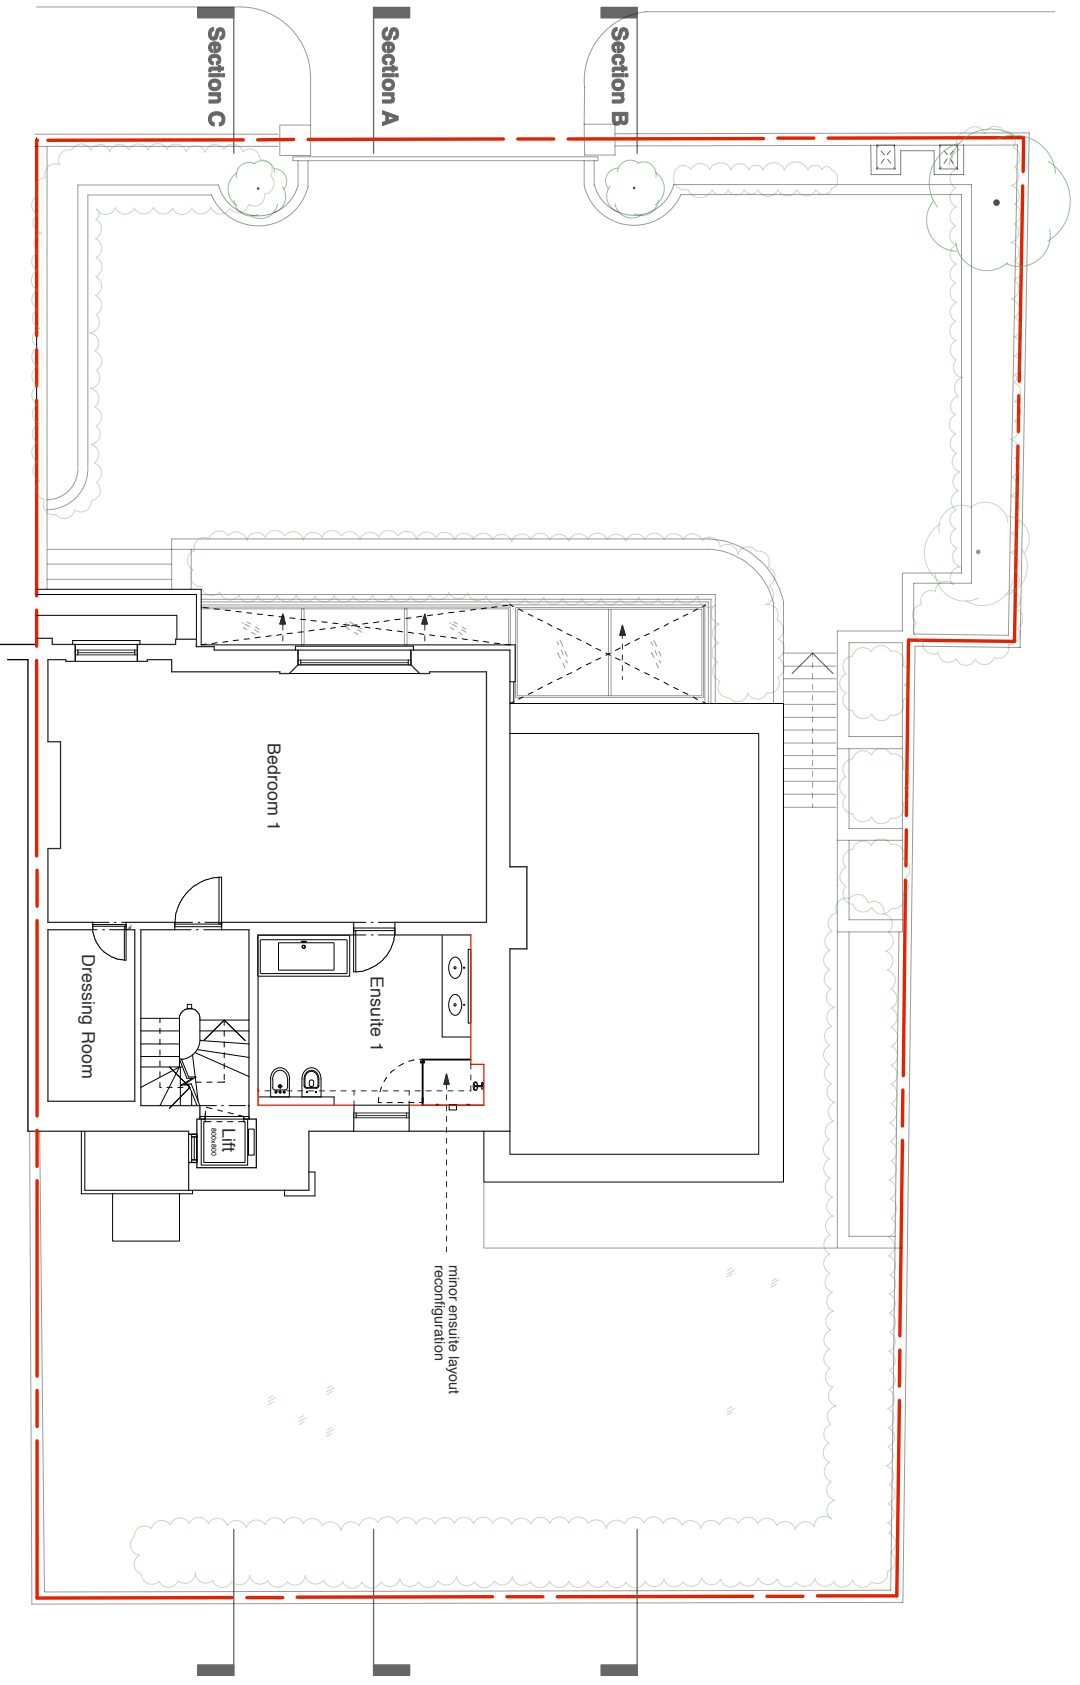 Section C
Section A
Section B
Bedroom 1
Dressing Room
Ensuite 1
Lift
800x800
minor ensuite layout
reconfiguration